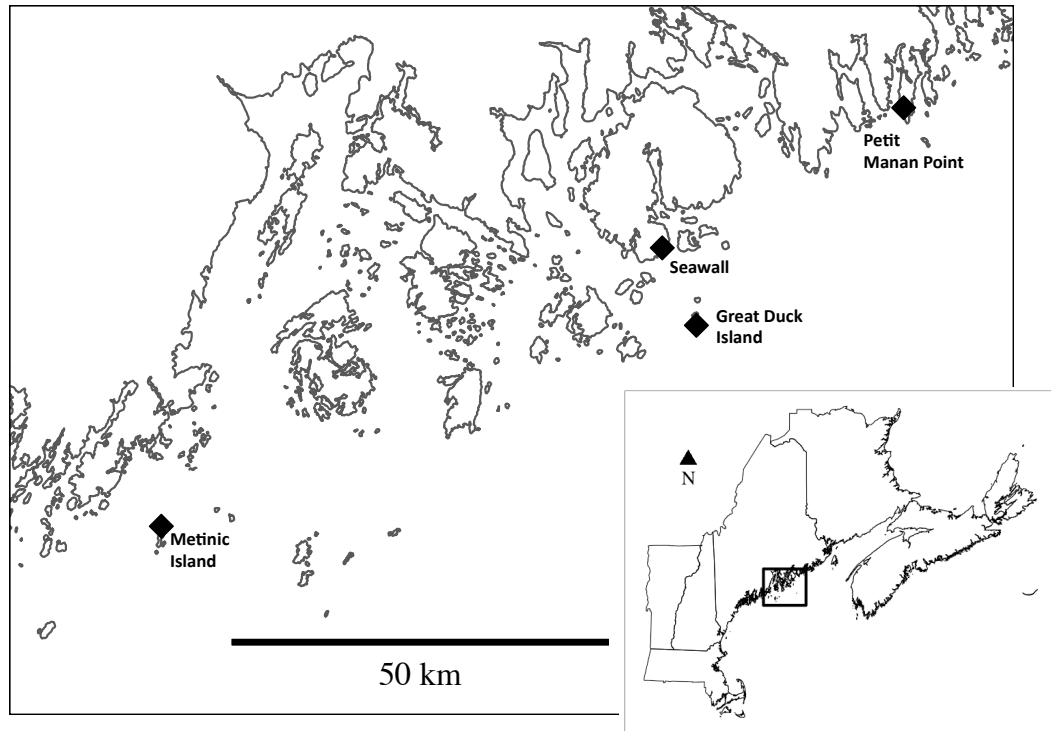 Petit
Manan Point
Seawall
Great Duck
Island
Metinic
Island
50 km
N